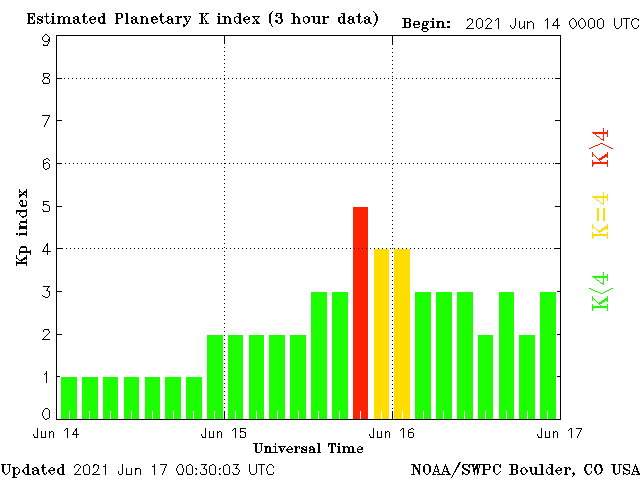 Estimated Planetary K index (3 hour data) Begin: 2021 Jun 14 0000 UTC
9
8
7
6
5
4
3
2
1
0
Kp index
K>4
K=4
K<4
Jun 14 Jun 15 Jun 16 Jun 17
Universal Time
Updated 2021 Jun 17 00:30:03 UTC NOAA/SWPC Boulder, CO USA